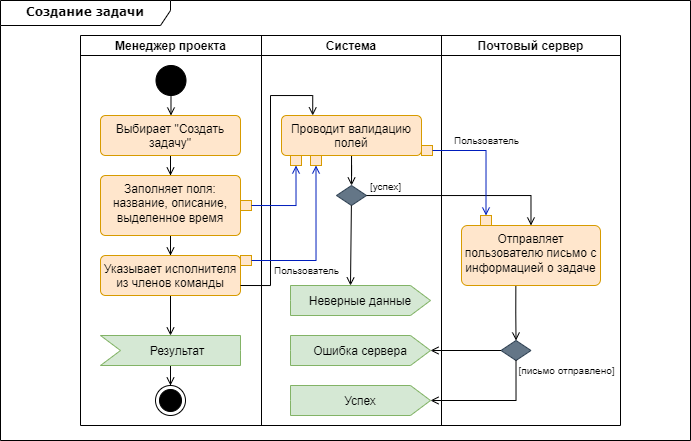 Создание задачи
Менеджер проекта
Система
Почтовый сервер
Выбирает "Создать
задачу"
Проводит валидацию
полей
Пользователь
Заполняет поля:
название, описание,
выделенное время
[успех]
Отправляет
пользователю письмо с
информацией о задаче
Указывает исполнителя
из членов команды
Пользователь
Неверные данные
Результат
Ошибка сервера
[письмо отправлено]
Успех